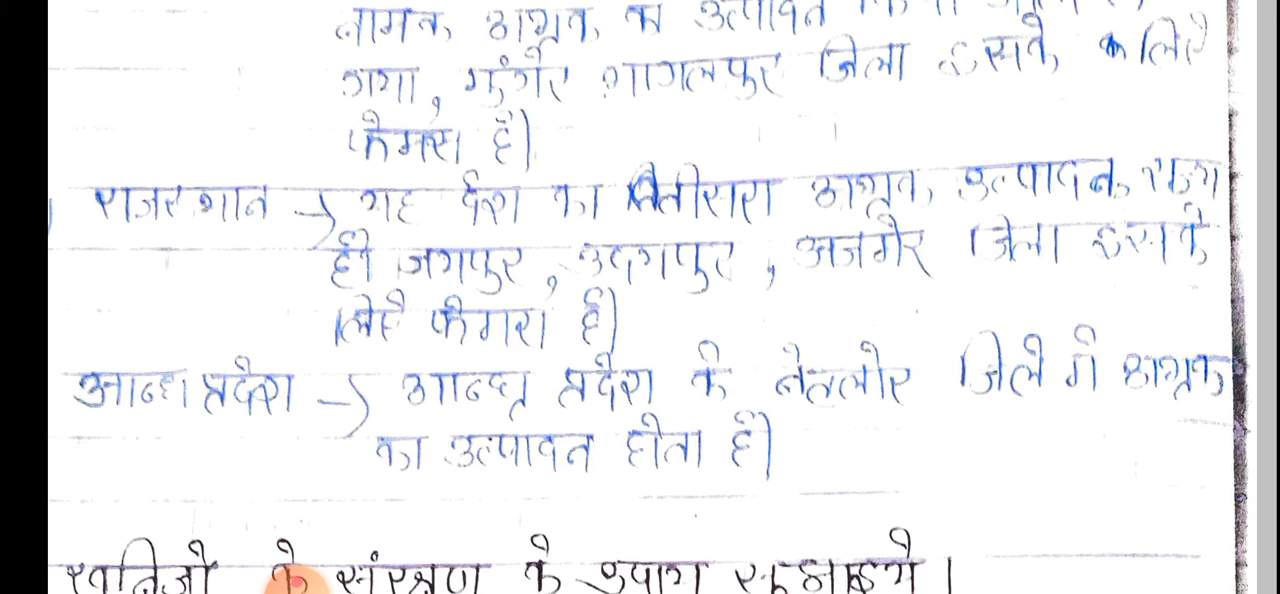 नामक अभ्रक का उत्पादन किया
गया, मुंगेर भागलपुर जिला इसके लिए
फेमस है।
राजस्थान → यह देश का तीसरा अभ्रक उत्पादक राज्य
है। जयपुर, उदयपुर, अजमेर जिला इसके
लिए फेमस है।
आन्ध्रा प्रदेश → आन्ध्र प्रदेश के नेल्लोर जिले में अभ्रक
का उत्पादन होता है।
खनिजों के संरक्षण के उपाय सुझाइये।